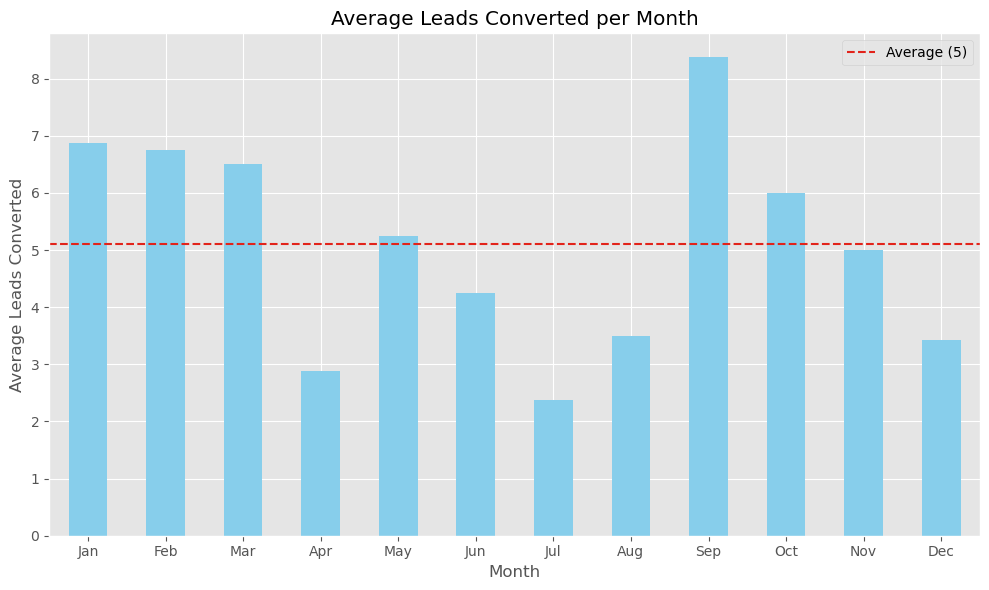 Average Leads Converted per Month
Average (5)
Average Leads Converted
8
7
6
5
4
3
2
1
0
Jan Feb Mar Apr May Jun Jul Aug Sep Oct Nov Dec
Month